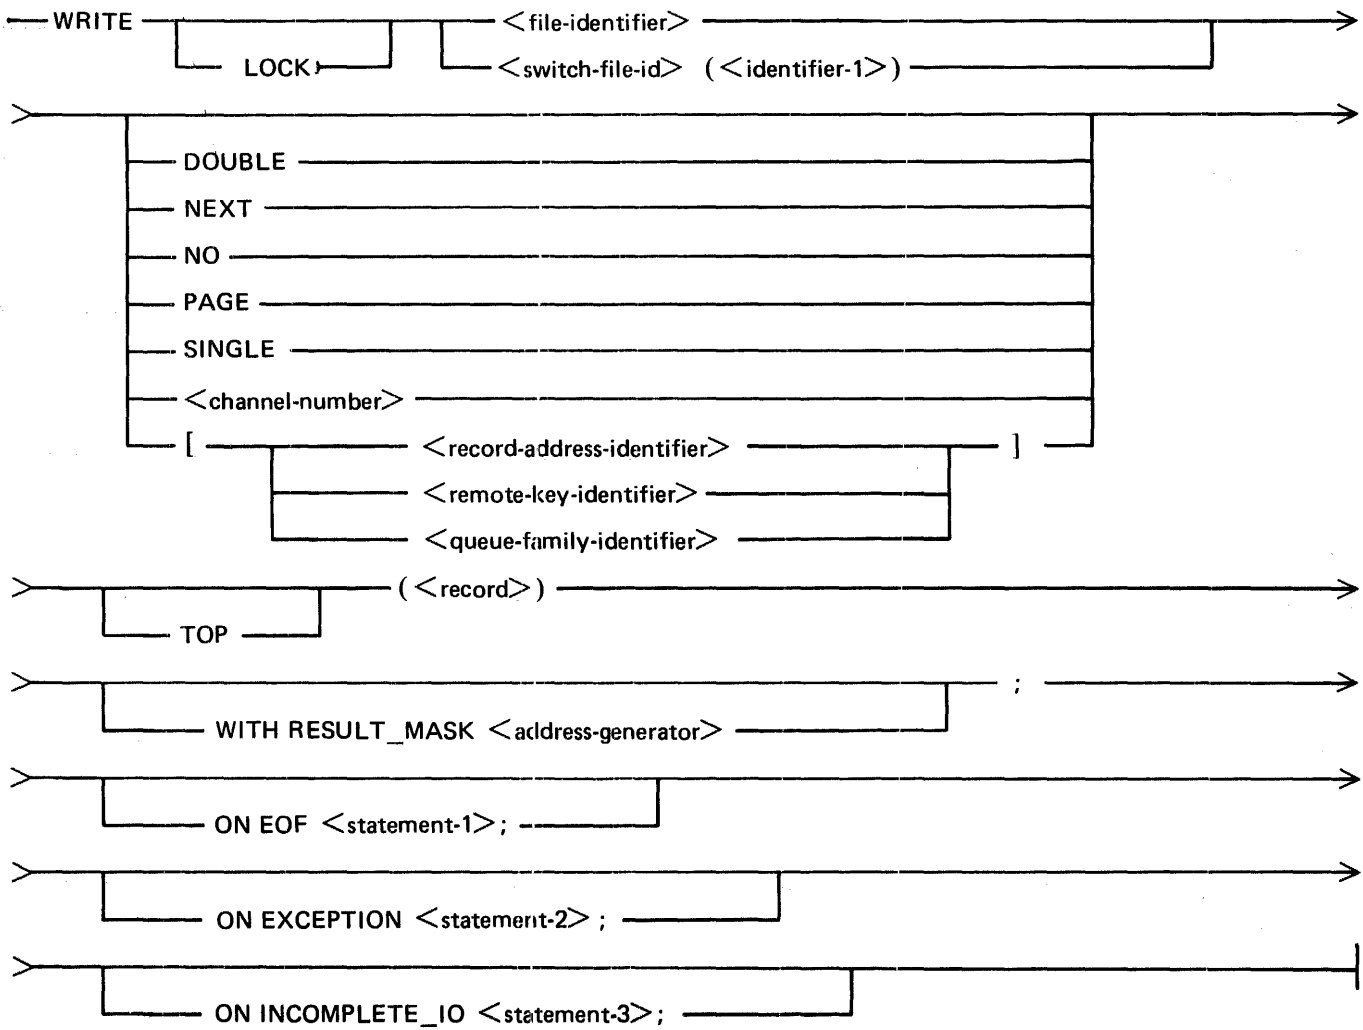 WRITE <file-identifier>
LOCK <switch-file-id> (<identifier-1>)
DOUBLE
NEXT
NO
PAGE
SINGLE
<channel-number>
[ <record-address-identifier> ]
<remote-key-identifier>
<queue-family-identifier>
(<record>)
TOP
;
WITH RESULT_MASK <address-generator>
ON EOF <statement-1>;
ON EXCEPTION <statement-2>;
ON INCOMPLETE_IO <statement-3>;